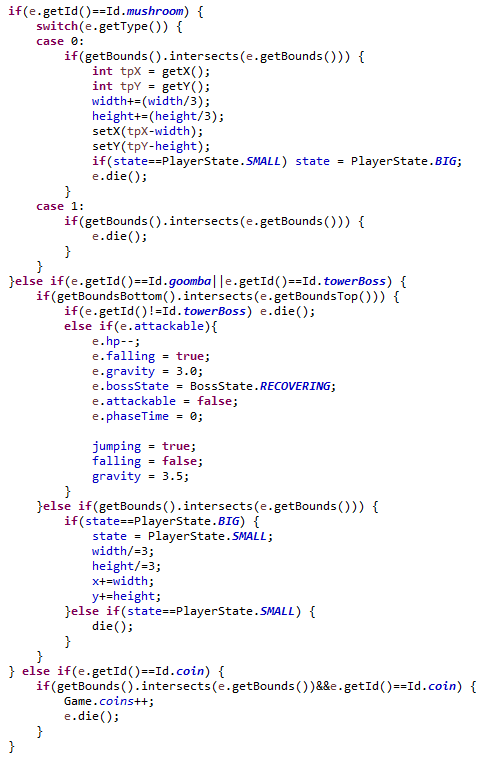 if(e.getId()==Id.mushroom) {
    switch(e.getType()) {
    case 0:
        if(getBounds().intersects(e.getBounds())) {
            int tpX = getX();
            int tpY = getY();
            width+=(width/3);
            height+=(height/3);
            setX(tpX-width);
            setY(tpY-height);
            if(state==PlayerState.SMALL) state = PlayerState.BIG;
            e.die();
        }
    case 1:
        if(getBounds().intersects(e.getBounds())) {
            e.die();
        }
    }
}else if(e.getId()==Id.goomba||e.getId()==Id.towerBoss) {
    if(getBoundsBottom().intersects(e.getBoundsTop())) {
        if(e.getId()!=Id.towerBoss) e.die();
        else if(e.attackable){
            e.hp--;
            e.falling = true;
            e.gravity = 3.0;
            e.bossState = BossState.RECOVERING;
            e.attackable = false;
            e.phaseTime = 0;

            jumping = true;
            falling = false;
            gravity = 3.5;
        }
    }else if(getBounds().intersects(e.getBounds())) {
        if(state==PlayerState.BIG) {
            state = PlayerState.SMALL;
            width/=3;
            height/=3;
            x+=width;
            y+=height;
        }else if(state==PlayerState.SMALL) {
            die();
        }
    }
} else if(e.getId()==Id.coin) {
    if(getBounds().intersects(e.getBounds())&&e.getId()==Id.coin) {
        Game.coins++;
        e.die();
    }
}